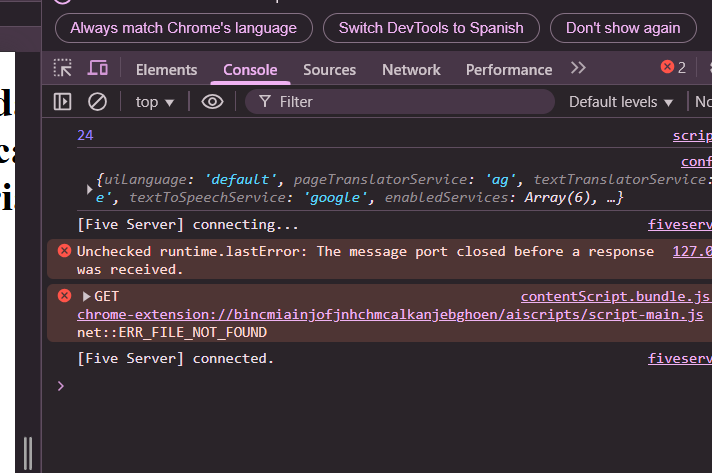 Always match Chrome's language Switch DevTools to Spanish Don't show again
Elements Console Sources Network Performance 2
top Filter Default levels No
d.
24 scrip
ca
conf
{uiLanguage: 'default', pageTranslatorService: 'ag', textTranslatorService:
e', textToSpeechService: 'google', enabledServices: Array(6), …}
[Five Server] connecting... fiveserv
Unchecked runtime.lastError: The message port closed before a response 127.0
was received.
GET contentScript.bundle.js
chrome-extension://bincmiainjofjnhchmcalkanjebghoen/aiscripts/script-main.js
net::ERR_FILE_NOT_FOUND
[Five Server] connected. fiveserv